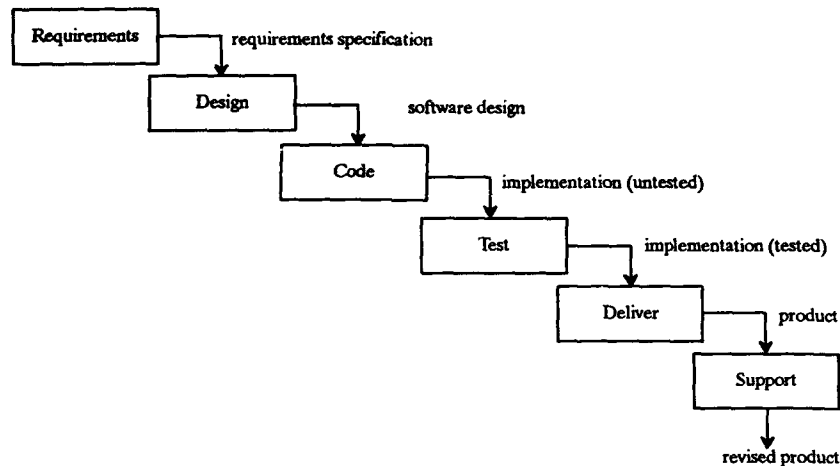 Requirements
requirements specification
Design
software design
Code
implementation (untested)
Test
implementation (tested)
Deliver
product
Support
revised product